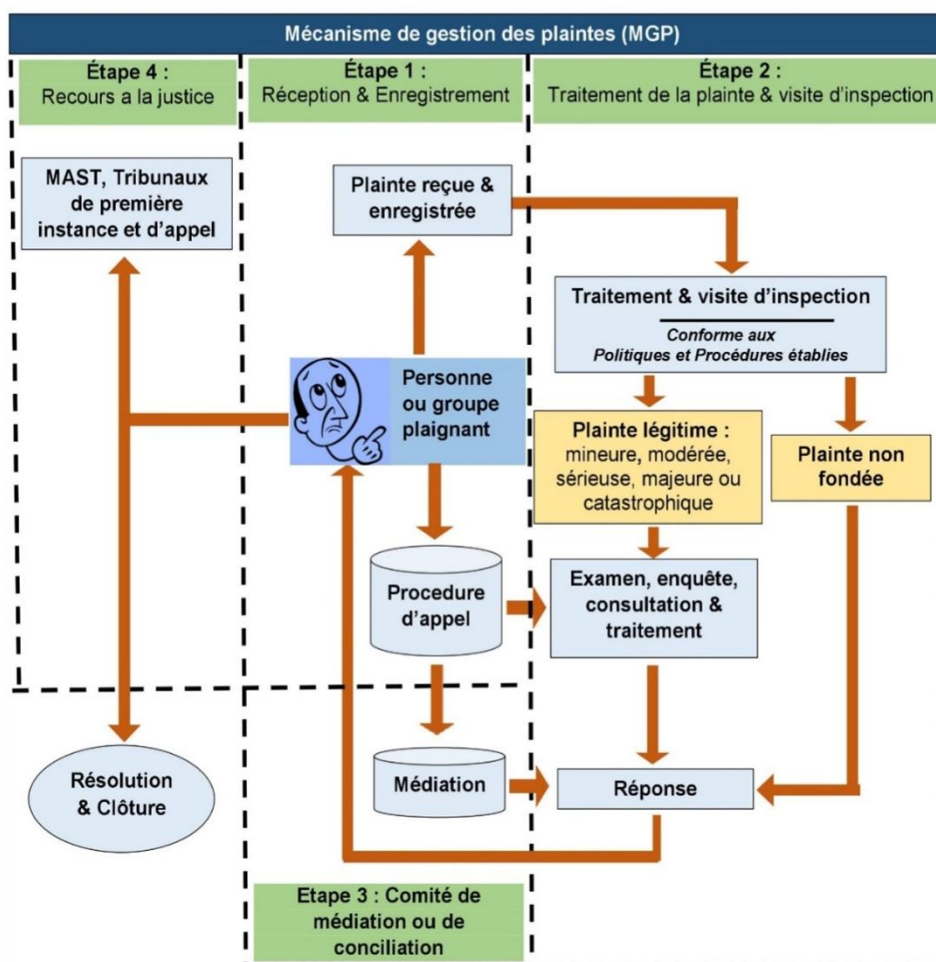 Mécanisme de gestion des plaintes (MGP)
Étape 4 :
Recours a la justice
Étape 1 :
Réception & Enregistrement
Étape 2 :
Traitement de la plainte & visite d’inspection
MAST, Tribunaux
de première
instance et d’appel
Plainte reçue &
enregistrée
Traitement & visite d’inspection
Conforme aux
Politiques et Procédures établies
Personne
ou groupe
plaignant
Plainte légitime :
mineure, modérée,
sérieuse, majeure ou
catastrophique
Plainte non
fondée
Procedure
d’appel
Examen, enquête,
consultation &
traitement
Résolution
& Clôture
Médiation
Réponse
Etape 3 : Comité de
médiation ou de
conciliation